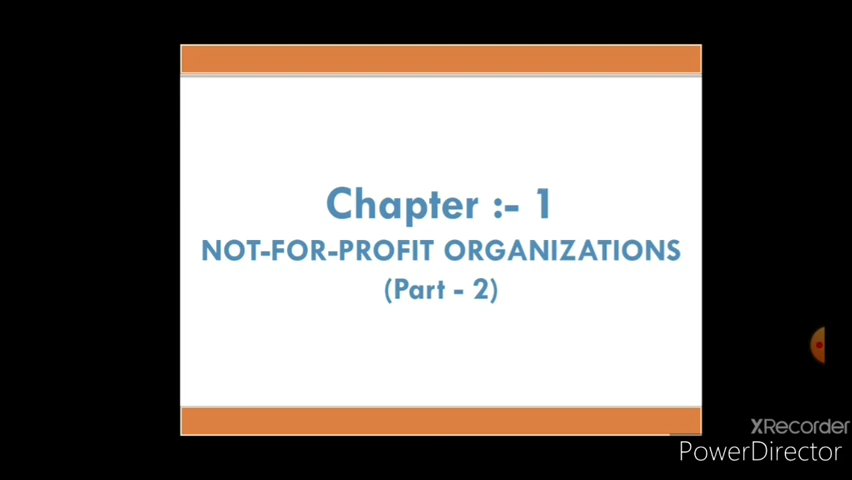 Chapter :- 1
NOT-FOR-PROFIT ORGANIZATIONS
(Part - 2)
XRecorder
PowerDirector